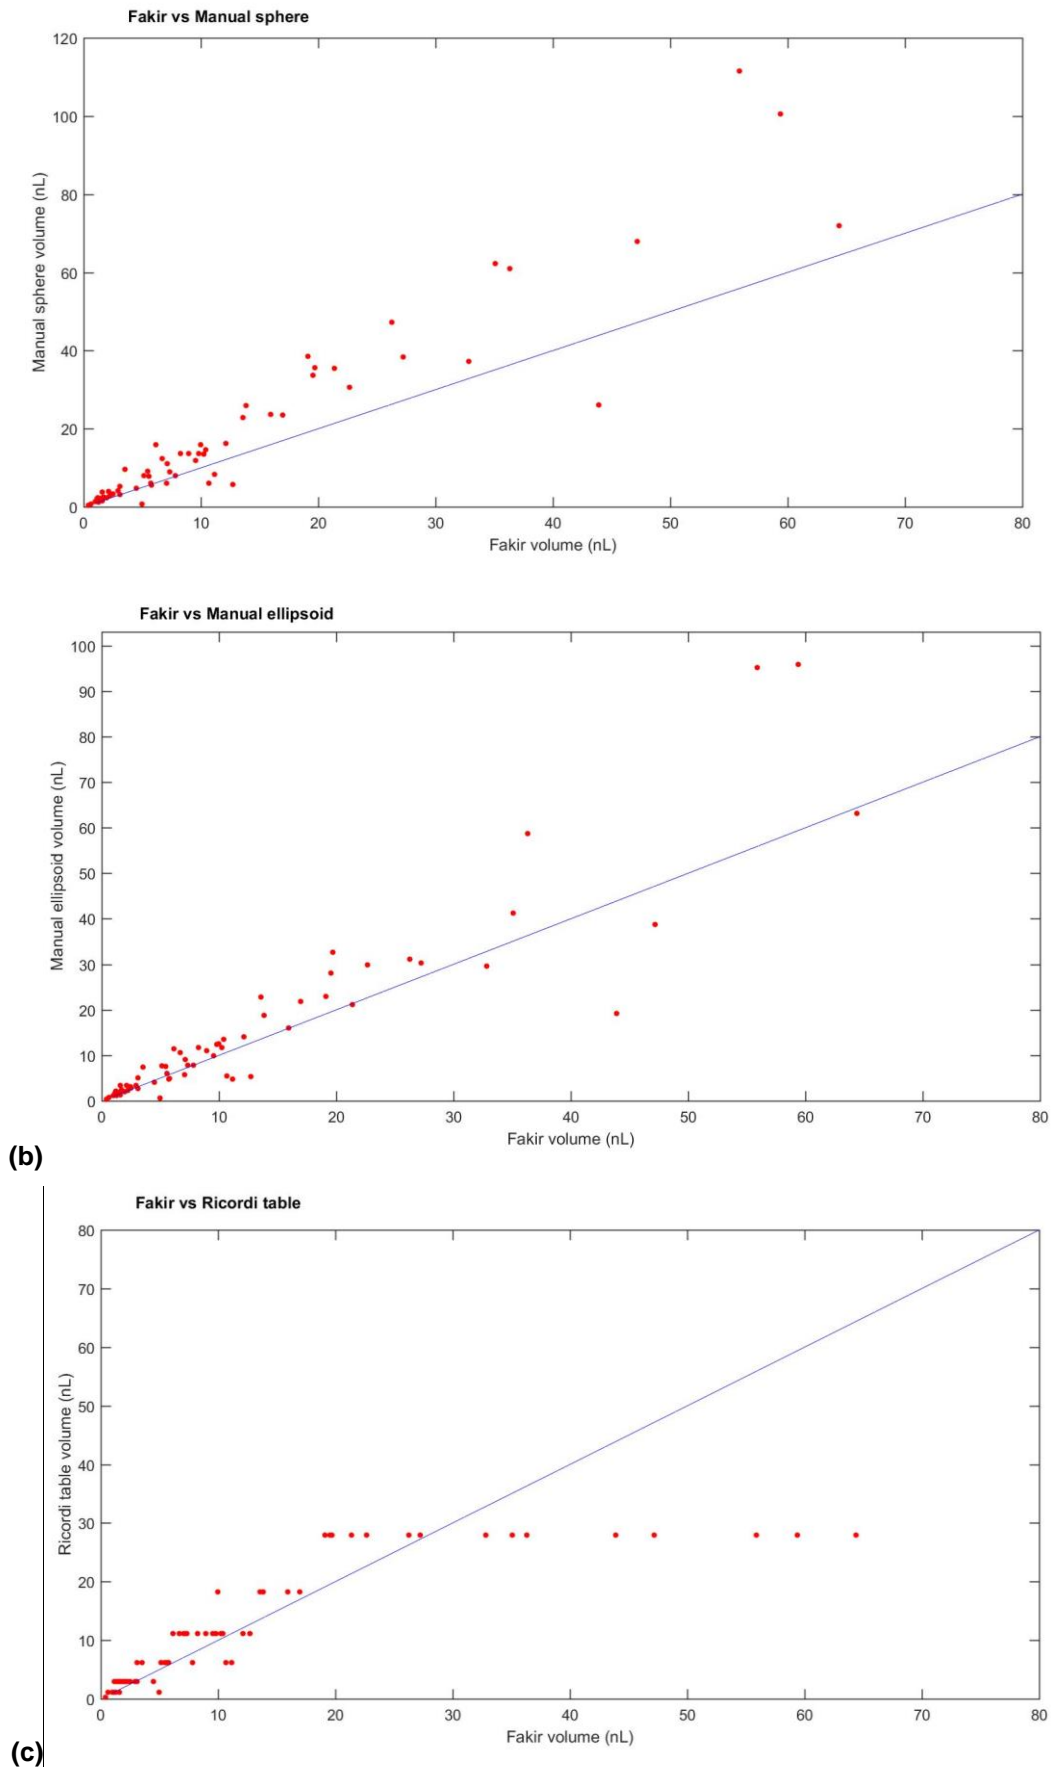 Fakir vs Manual sphere
120
100
80
60
40
20
0
Manual sphere volume (nL)
0 10 20 30 40 50 60 70 80
Fakir volume (nL)
Fakir vs Manual ellipsoid
100
90
80
70
60
50
40
30
20
10
0
Manual ellipsoid volume (nL)
0 10 20 30 40 50 60 70 80
Fakir volume (nL)
(b)
Fakir vs Ricordi table
80
70
60
50
40
30
20
10
0
Ricordi table volume (nL)
0 10 20 30 40 50 60 70 80
Fakir volume (nL)
(c)